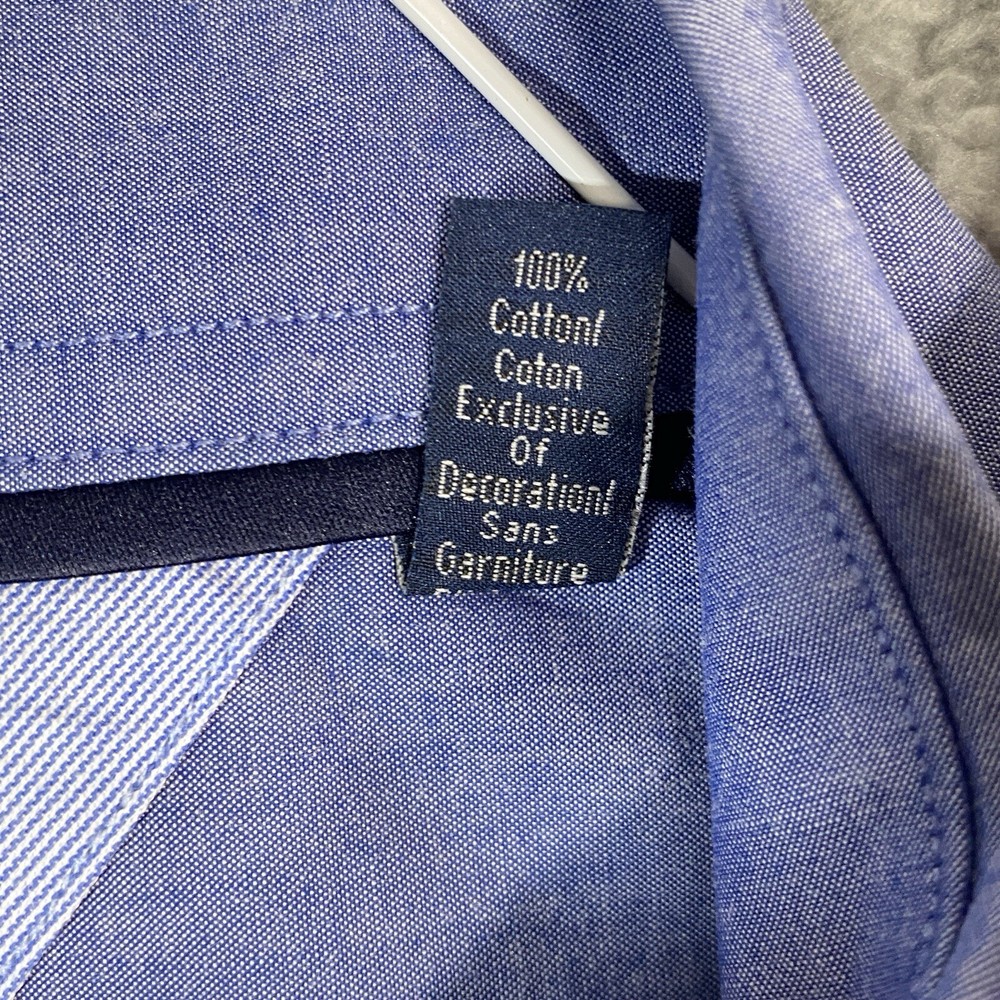 100%
Cotton/
Coton
Exclusive
Of
Decoration/
Sans
Garniture